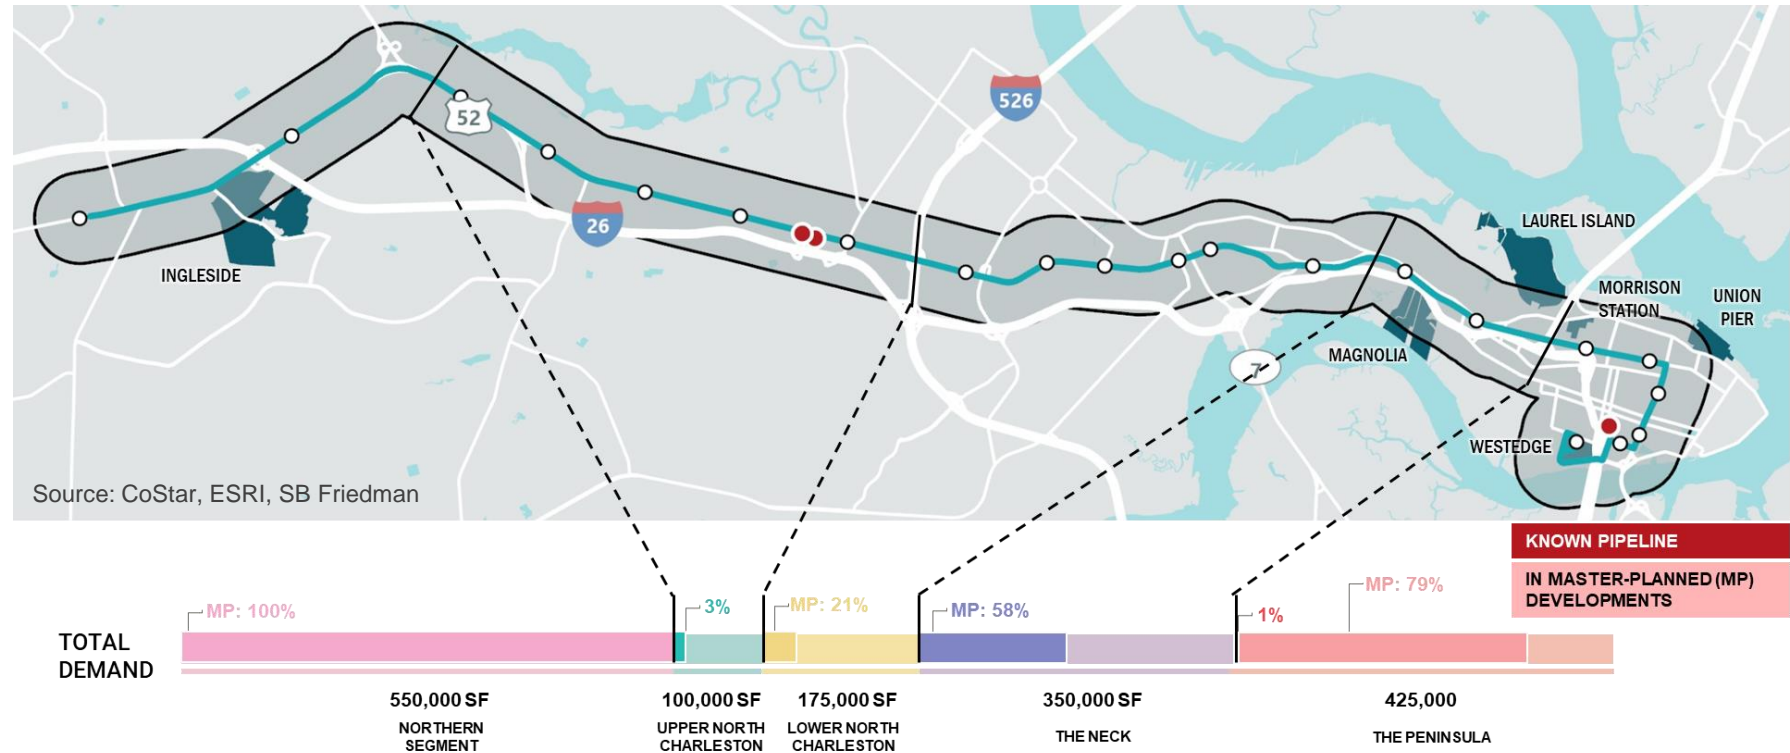 526
52
26
LAUREL ISLAND
INGLESIDE
MORRISON
STATION
UNION
PIER
MAGNOLIA
7
WESTEDGE
Source: CoStar, ESRI, SB Friedman
KNOWN PIPELINE
IN MASTER-PLANNED (MP)
DEVELOPMENTS
MP: 100%
3%
MP: 21%
MP: 58%
1%
MP: 79%
TOTAL
DEMAND
550,000 SF
100,000 SF
175,000 SF
350,000 SF
425,000
NORTHERN
SEGMENT
UPPER NORTH
CHARLESTON
LOWER NORTH
CHARLESTON
THE NECK
THE PENINSULA